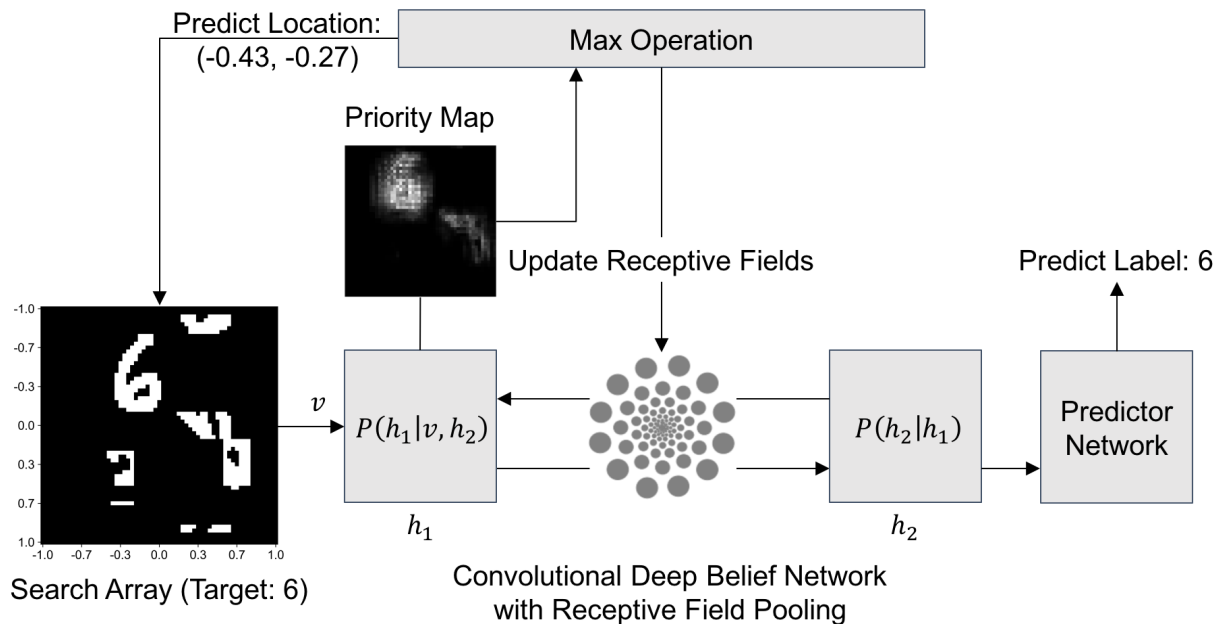 Predict Location:
(-0.43, -0.27)
Max Operation
Priority Map
Update Receptive Fields
Predict Label: 6
-1.0
-0.7
-0.3
0.0
0.3
0.7
1.0
-1.0 -0.7 -0.3 0.0 0.3 0.7 1.0
Search Array (Target: 6)
v
P(h₁|v, h₂)
h₁
P(h₂|h₁)
h₂
Predictor
Network
Convolutional Deep Belief Network
with Receptive Field Pooling